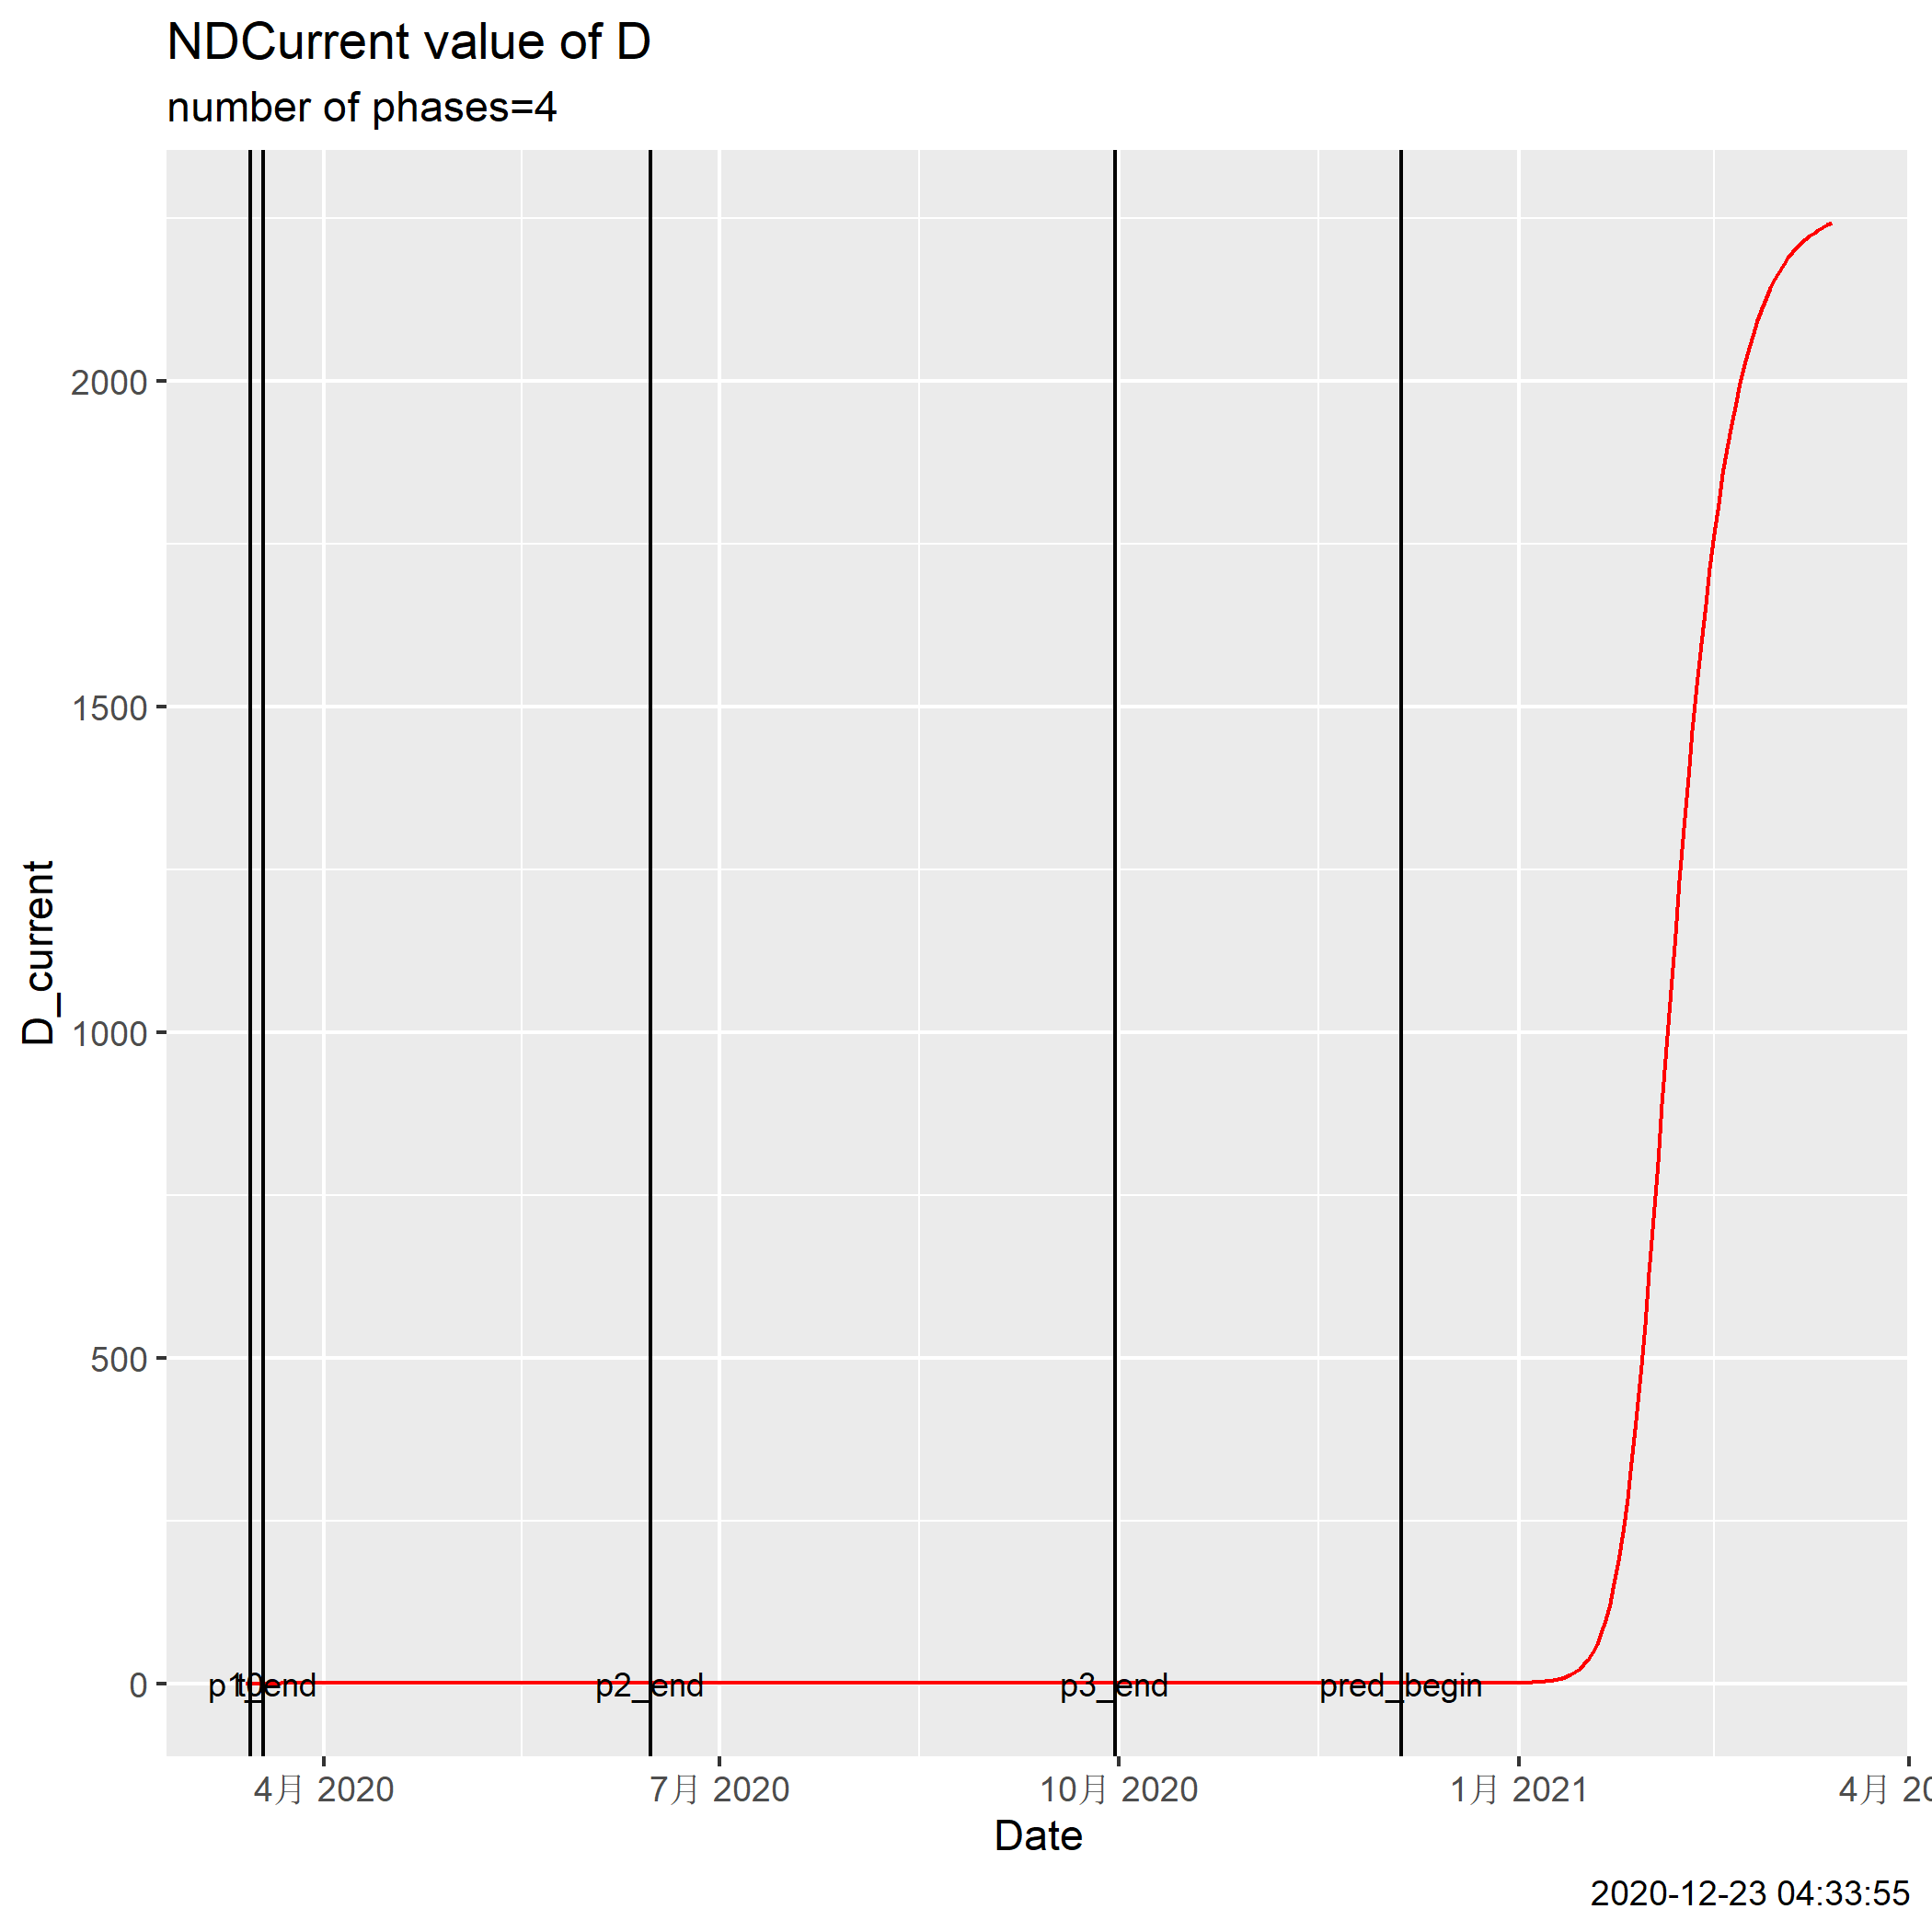 NDCurrent value of D
number of phases=4
D_current
2000
1500
1000
500
0
p1_end
t0
p2_end
p3_end
pred_begin
4月 2020
7月 2020
10月 2020
1月 2021
4月 20
Date
2020-12-23 04:33:55